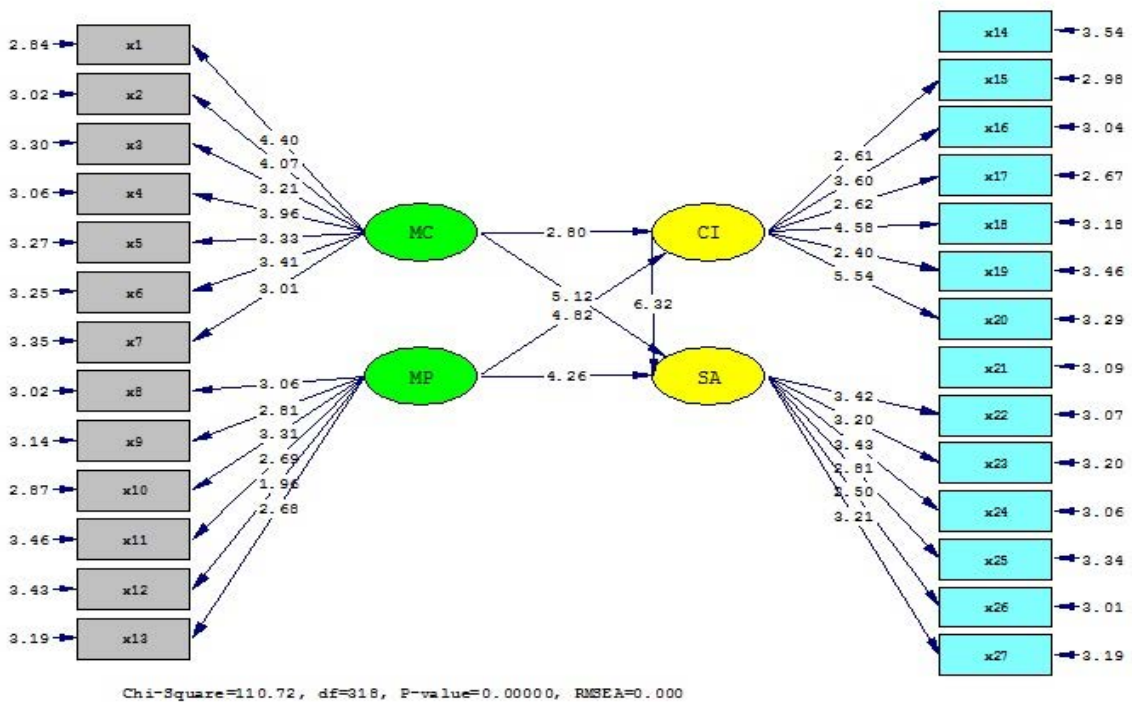 2.84 x1
3.02 x2
3.30 x3
3.06 x4
3.27 x5
3.25 x6
3.35 x7
3.02 x8
3.14 x9
2.87 x10
3.46 x11
3.43 x12
3.19 x13
4.40
4.07
3.21
3.96
3.33
3.41
3.01
3.06
2.81
3.31
2.69
1.96
2.68
MC
MP
2.80
5.12
4.82
6.32
4.26
CI
SA
2.61
3.60
2.62
4.58
2.40
5.54
3.42
3.20
3.43
2.81
3.21
x14 3.54
x15 2.98
x16 3.04
x17 2.67
x18 3.18
x19 3.46
x20 3.29
x21 3.09
x22 3.07
x23 3.20
x24 3.06
x25 3.34
x26 3.01
x27 3.19
Chi-Square=110.72, df=318, P-value=0.00000, RMSEA=0.000